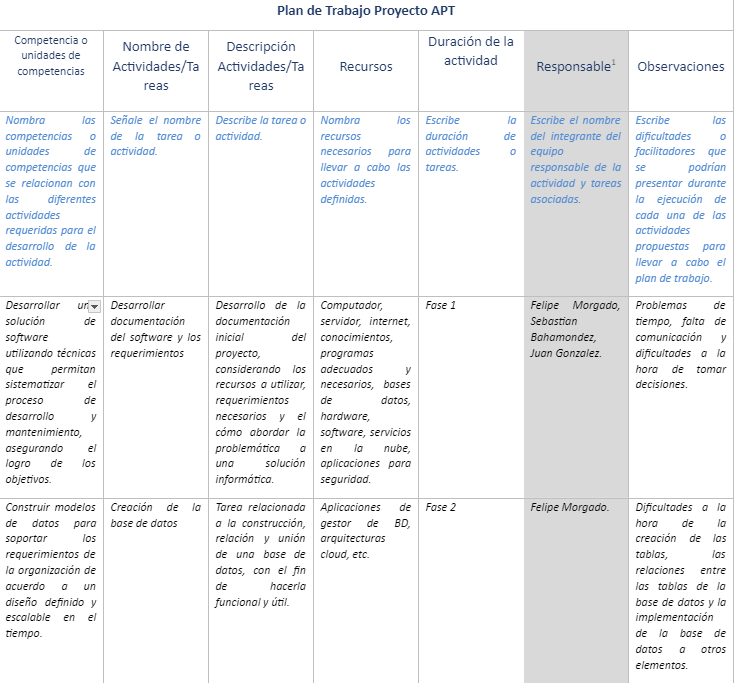 Plan de Trabajo Proyecto APT
Competencia o
unidades de
competencias
Nombre de
Actividades/Ta
reas
Descripción
Actividades/Ta
reas
Recursos
Duración de la
actividad
Responsable1
Observaciones
Nombra las
competencias o
unidades de
competencias que
se relacionan con
las diferentes
actividades
requeridas para el
desarrollo de la
actividad.
Señale el nombre
de la tarea o
actividad.
Describe la tarea o
actividad.
Nombra los
recursos
necesarios para
llevar a cabo las
actividades
definidas.
Escribe la
duración de
actividades o
tareas.
Escribe el nombre
del integrante del
equipo
responsable de la
actividad y tareas
asociadas.
Escribe las
dificultades o
facilitadores que
se podrían
presentar durante
la ejecución de
cada una de las
actividades
propuestas para
llevar a cabo el
plan de trabajo.
Desarrollar
solución de
software
utilizando técnicas
que permitan
sistematizar el
proceso de
desarrollo y
mantenimiento,
asegurando el
logro de los
objetivos.
Desarrollar
documentación
del software y los
requerimientos
Desarrollo de la
documentación
inicial del
proyecto,
considerando los
recursos a utilizar,
requerimientos
necesarios y el
cómo abordar la
problemática a
una solución
informática.
Computador,
servidor, internet,
conocimientos,
programas
adecuados y
necesarios, bases
de datos,
hardware,
software, servicios
en la nube,
aplicaciones para
seguridad.
Fase 1
Felipe Morgado,
Sebastian
Bahamondez,
Juan Gonzalez.
Problemas de
tiempo, falta de
comunicación y
dificultades a la
hora de tomar
decisiones.
Construir modelos
de datos para
soportar los
requerimientos de
la organización de
acuerdo a un
diseño definido y
escalable en el
tiempo.
Creación de la
base de datos
Tarea relacionada
a la construcción,
relación y unión
de una base de
datos, con el fin
de hacerla
funcional y útil.
Aplicaciones de
gestor de BD,
arquitecturas
cloud, etc.
Fase 2
Felipe Morgado.
Dificultades a la
hora de la
creación de las
tablas, las
relaciones entre
las tablas de la
base de datos y la
implementación
de la base de
datos a otros
elementos.